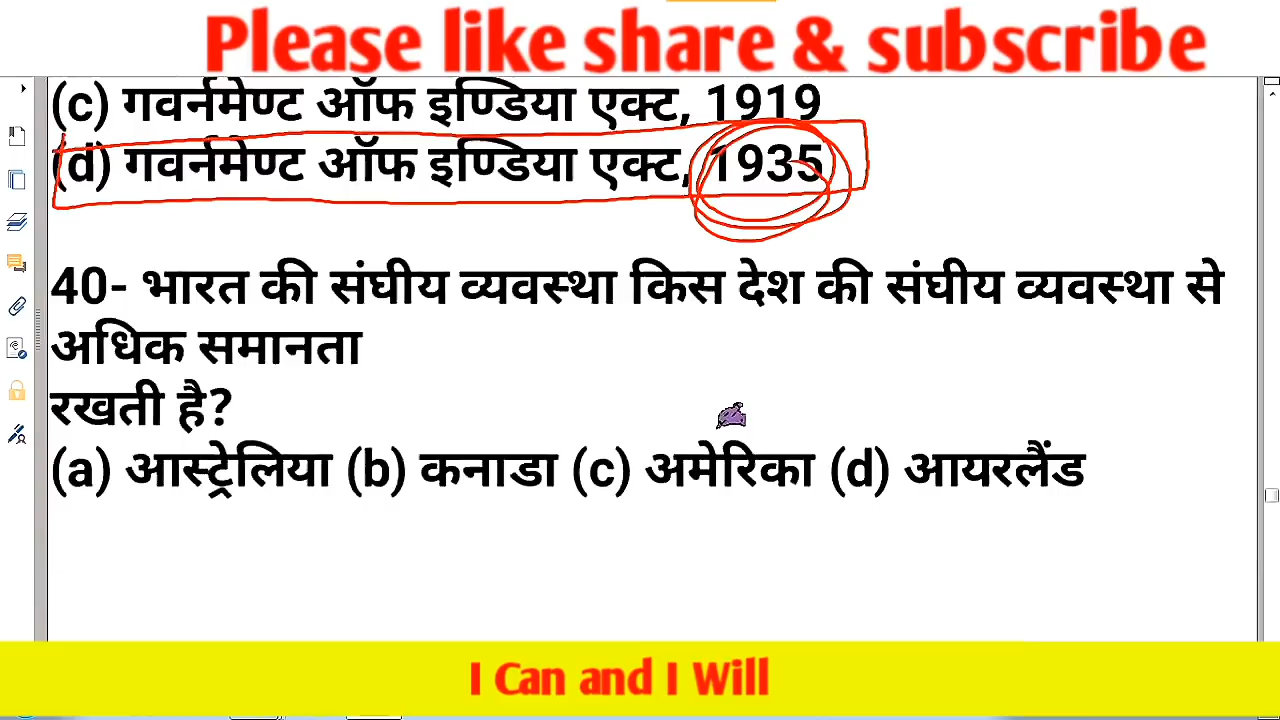 Please like share & subscribe
(c) गवर्नमेण्ट ऑफ इण्डिया एक्ट, 1919
(d) गवर्नमेण्ट ऑफ इण्डिया एक्ट, 1935
40- भारत की संघीय व्यवस्था किस देश की संघीय व्यवस्था से
अधिक समानता
रखती है?
(a) आस्ट्रेलिया (b) कनाडा (c) अमेरिका (d) आयरलैंड
I Can and I Will